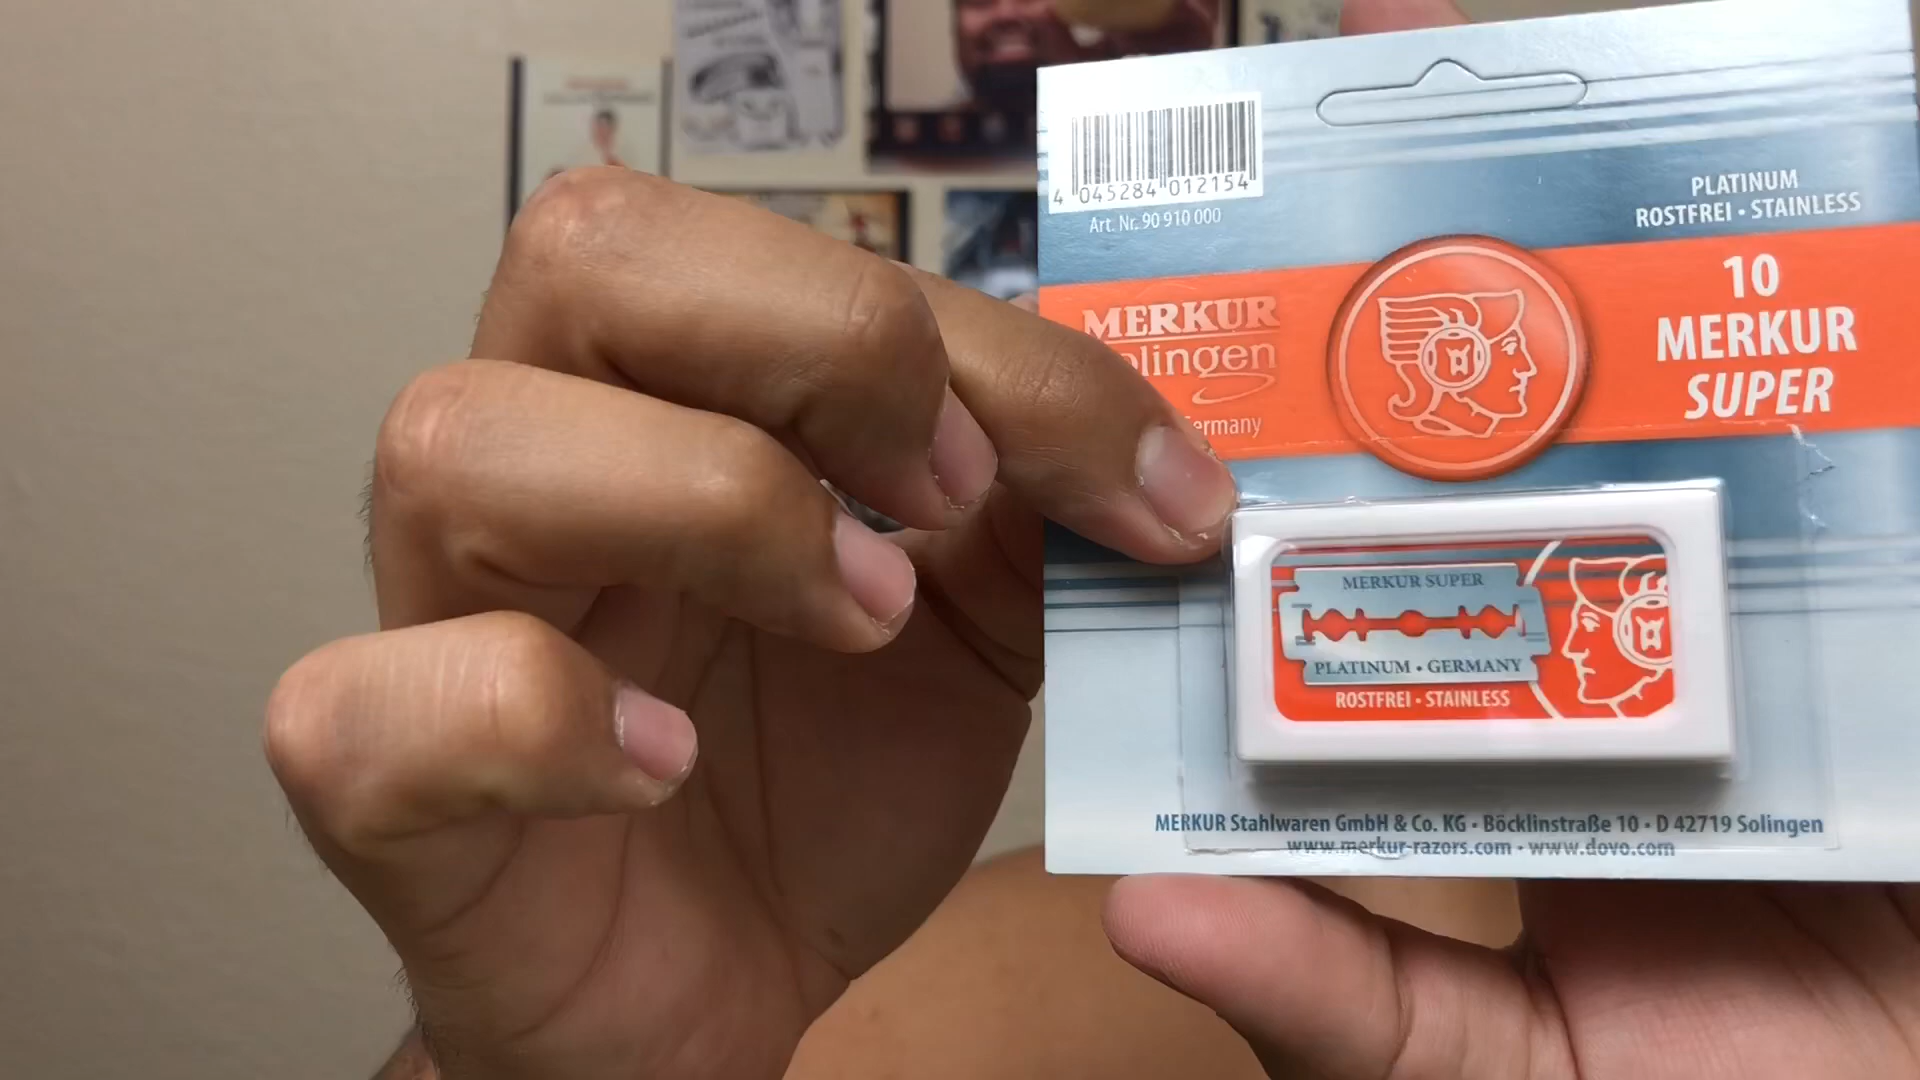 4 045284 012154
Art. Nr. 90 910 000
PLATINUM
ROSTFREI • STAINLESS
MERKUR
olingen
ermany
10
MERKUR
SUPER
MERKUR SUPER
PLATINUM • GERMANY
ROSTFREI • STAINLESS
MERKUR Stahlwaren GmbH & Co. KG • Böcklinstraße 10 • D 42719 Solingen
www.merkur-razors.com • www.dovo.com